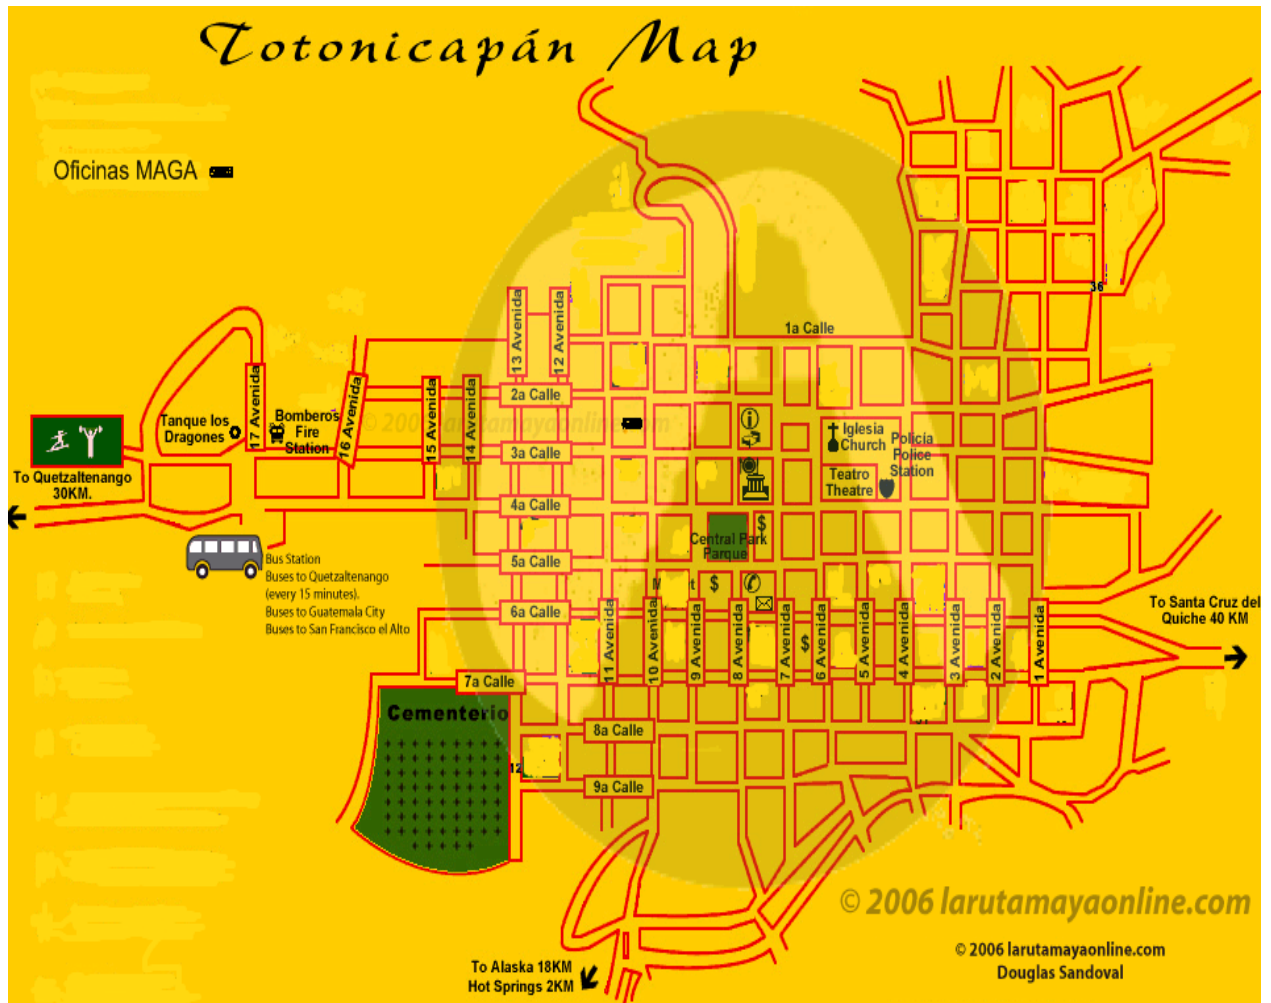 Totonicapán Map
Oficinas MAGA
1a Calle
36
13 Avenida
12 Avenida
2a Calle
17 Avenida
16 Avenida
15 Avenida
14 Avenida
Tanque los
Dragones
Bomberos
Fire
Station
© 200 larutamayaonline.com
3a Calle
Iglesia
Church
Policía
Police
Station
Teatro
Theatre
To Quetzaltenango
30KM.
4a Calle
$
Central Park
Parque
5a Calle
Bus Station
Buses to Quetzaltenango
(every 15 minutes).
Buses to Guatemala City
Buses to San Francisco el Alto
M t
$
6a Calle
To Santa Cruz del
Quiche 40 KM
11 Avenida
10 Avenida
9 Avenida
8 Avenida
7 Avenida
$
6 Avenida
5 Avenida
4 Avenida
3 Avenida
2 Avenida
1 Avenida
7a Calle
Cementerio
8a Calle
12
9a Calle
© 2006 larutamayaonline.com
© 2006 larutamayaonline.com
Douglas Sandoval
To Alaska 18KM
Hot Springs 2KM